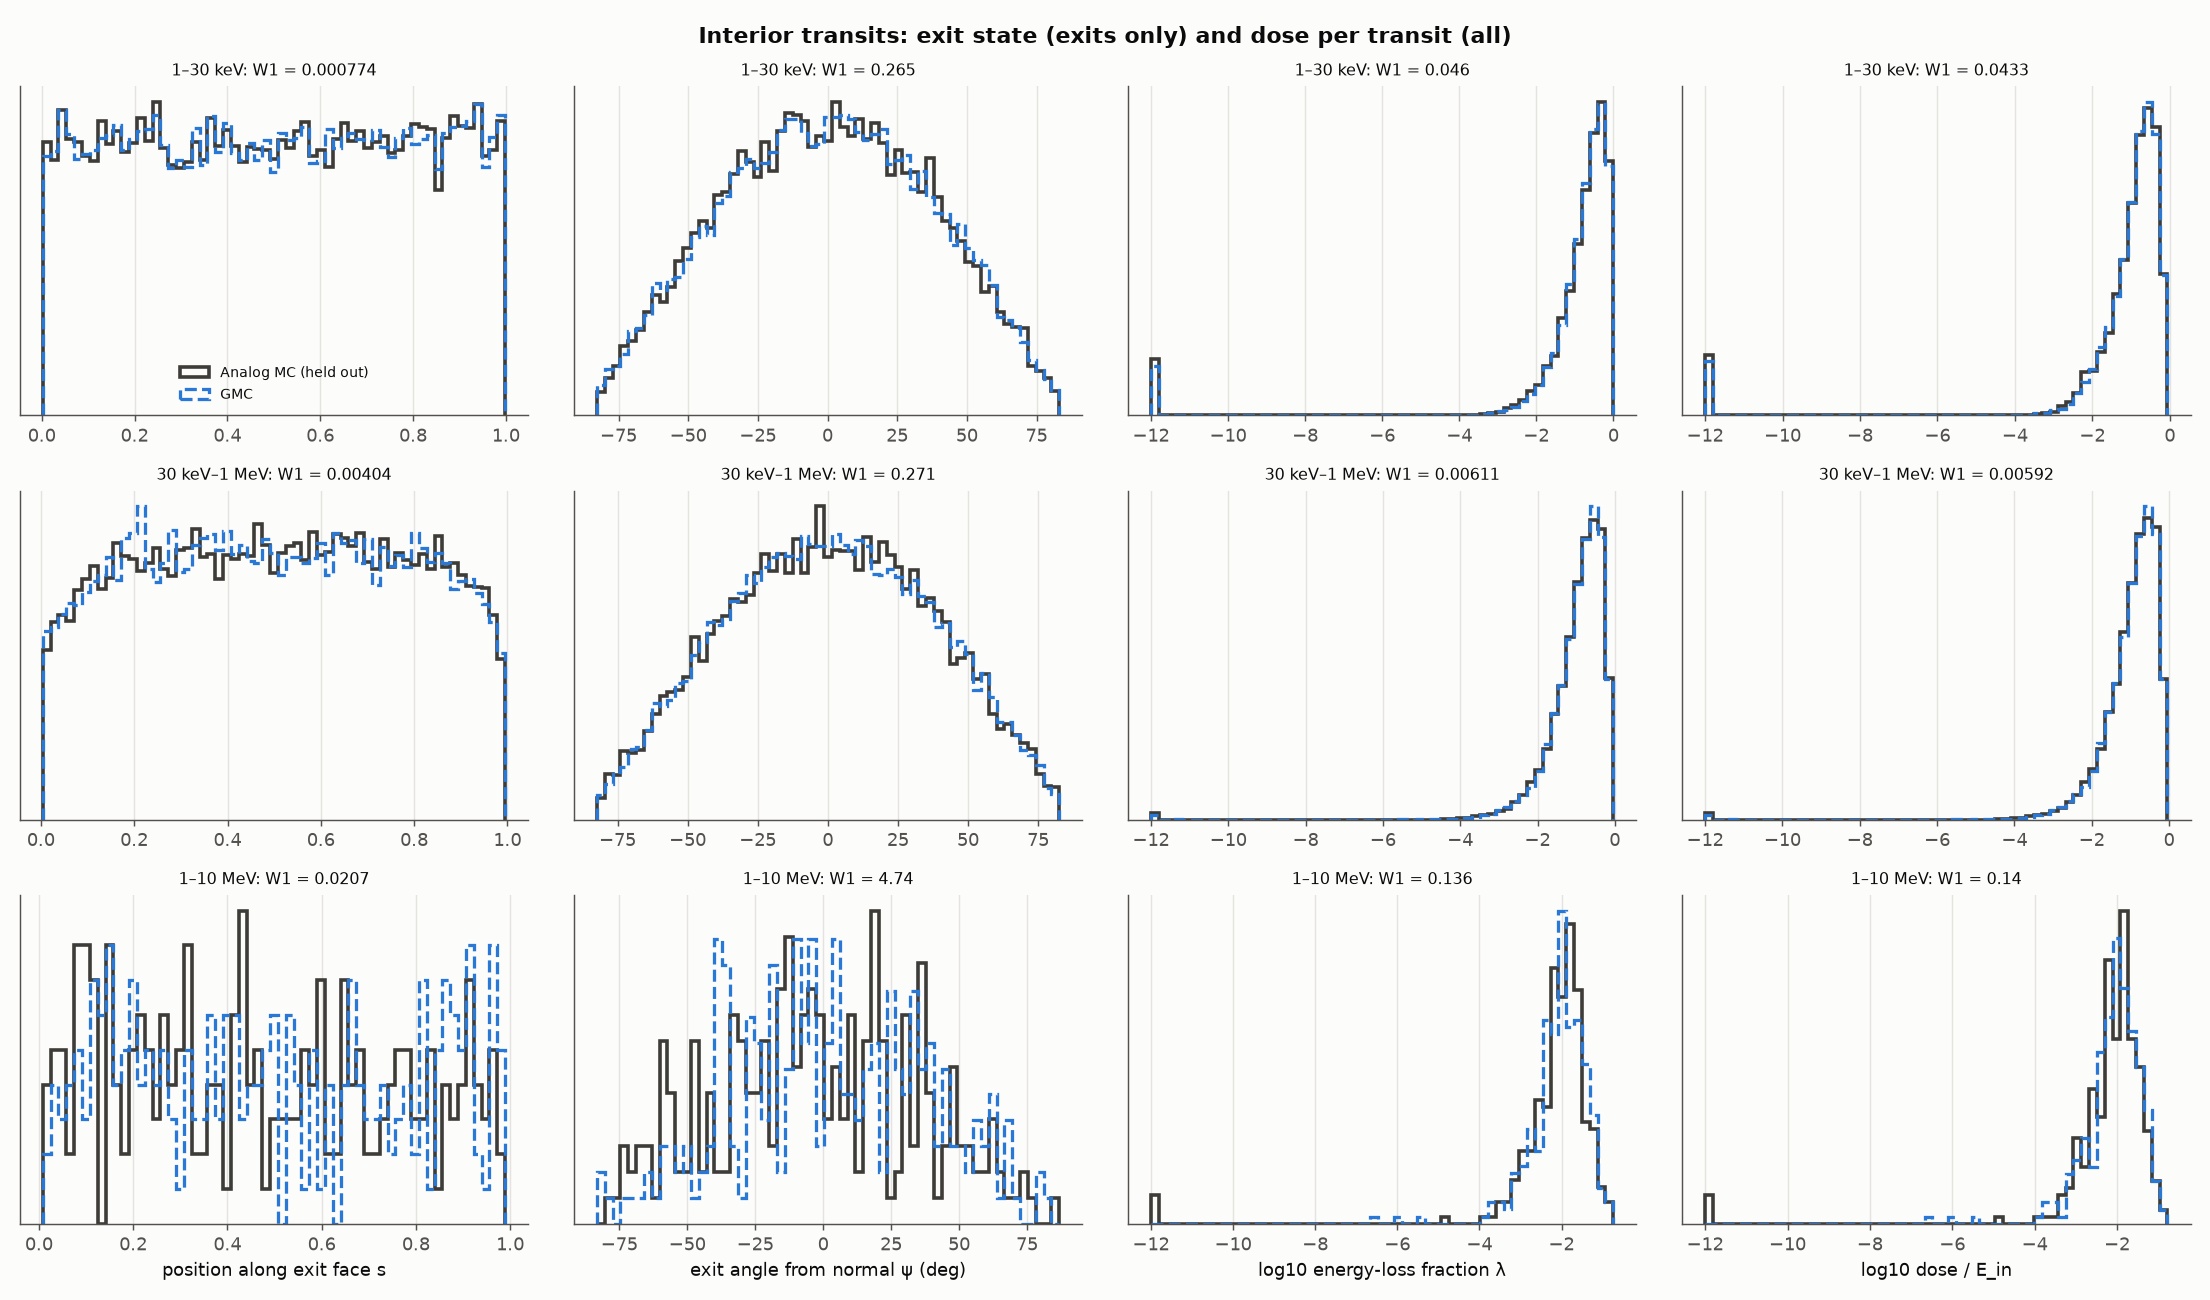 Interior transits: exit state (exits only) and dose per transit (all)
1–30 keV: W1 = 0.000774
1–30 keV: W1 = 0.265
1–30 keV: W1 = 0.046
1–30 keV: W1 = 0.0433
Analog MC (held out)
GMC
0.0 0.2 0.4 0.6 0.8 1.0
−75 −50 −25 0 25 50 75
−12 −10 −8 −6 −4 −2 0
−12 −10 −8 −6 −4 −2 0
30 keV–1 MeV: W1 = 0.00404
30 keV–1 MeV: W1 = 0.271
30 keV–1 MeV: W1 = 0.00611
30 keV–1 MeV: W1 = 0.00592
0.0 0.2 0.4 0.6 0.8 1.0
−75 −50 −25 0 25 50 75
−12 −10 −8 −6 −4 −2 0
−12 −10 −8 −6 −4 −2 0
1–10 MeV: W1 = 0.0207
1–10 MeV: W1 = 4.74
1–10 MeV: W1 = 0.136
1–10 MeV: W1 = 0.14
0.0 0.2 0.4 0.6 0.8 1.0
−75 −50 −25 0 25 50 75
−12 −10 −8 −6 −4 −2
−12 −10 −8 −6 −4 −2
position along exit face s
exit angle from normal ψ (deg)
log10 energy-loss fraction λ
log10 dose / E_in